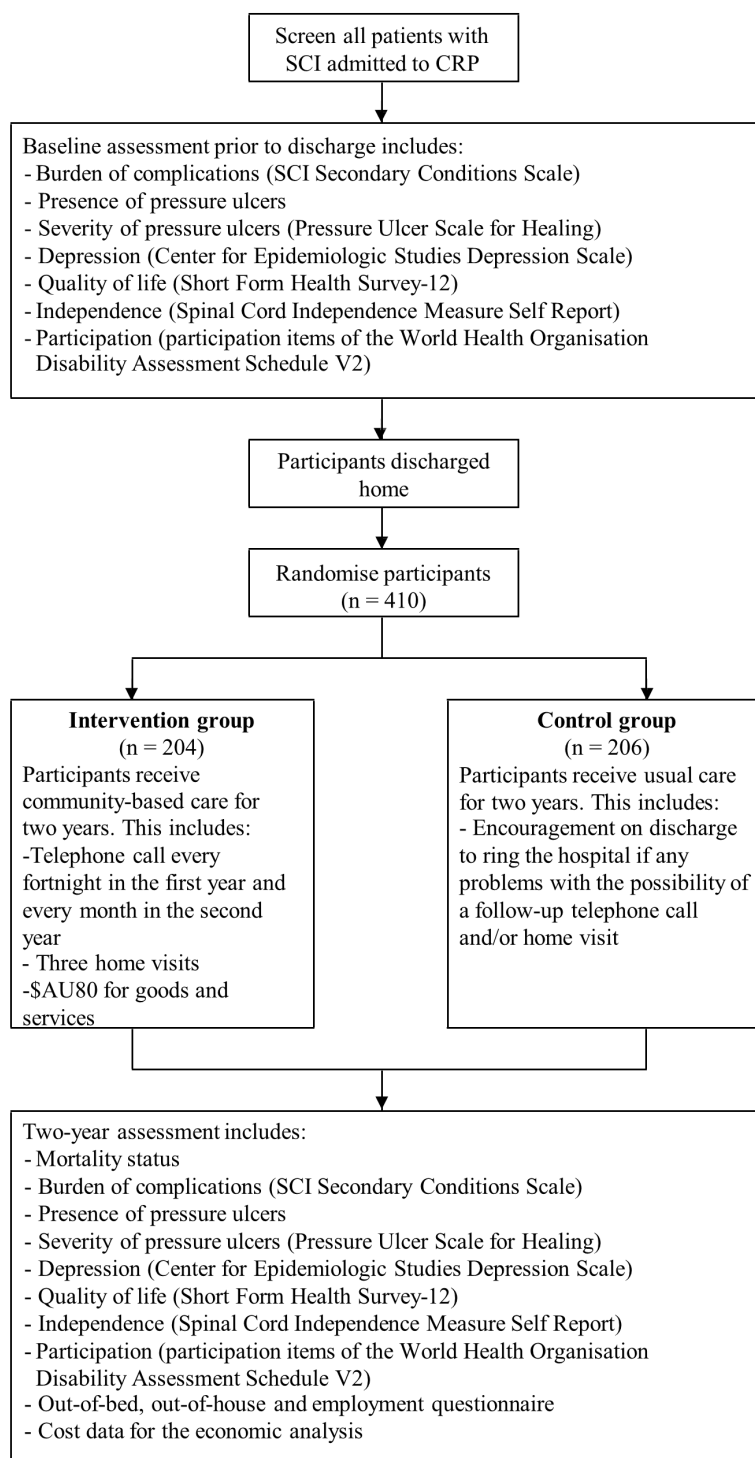 Screen all patients with
SCI admitted to CRP
Baseline assessment prior to discharge includes:
- Burden of complications (SCI Secondary Conditions Scale)
- Presence of pressure ulcers
- Severity of pressure ulcers (Pressure Ulcer Scale for Healing)
- Depression (Center for Epidemiologic Studies Depression Scale)
- Quality of life (Short Form Health Survey-12)
- Independence (Spinal Cord Independence Measure Self Report)
- Participation (participation items of the World Health Organisation
Disability Assessment Schedule V2)
Participants discharged
home
Randomise participants
(n = 410)
Intervention group
(n = 204)
Participants receive
community-based care for
two years. This includes:
-Telephone call every
fortnight in the first year and
every month in the second
year
- Three home visits
-$AU80 for goods and
services
Control group
(n = 206)
Participants receive usual care
for two years. This includes:
- Encouragement on discharge
to ring the hospital if any
problems with the possibility of
a follow-up telephone call
and/or home visit
Two-year assessment includes:
- Mortality status
- Burden of complications (SCI Secondary Conditions Scale)
- Presence of pressure ulcers
- Severity of pressure ulcers (Pressure Ulcer Scale for Healing)
- Depression (Center for Epidemiologic Studies Depression Scale)
- Quality of life (Short Form Health Survey-12)
- Independence (Spinal Cord Independence Measure Self Report)
- Participation (participation items of the World Health Organisation
Disability Assessment Schedule V2)
- Out-of-bed, out-of-house and employment questionnaire
- Cost data for the economic analysis